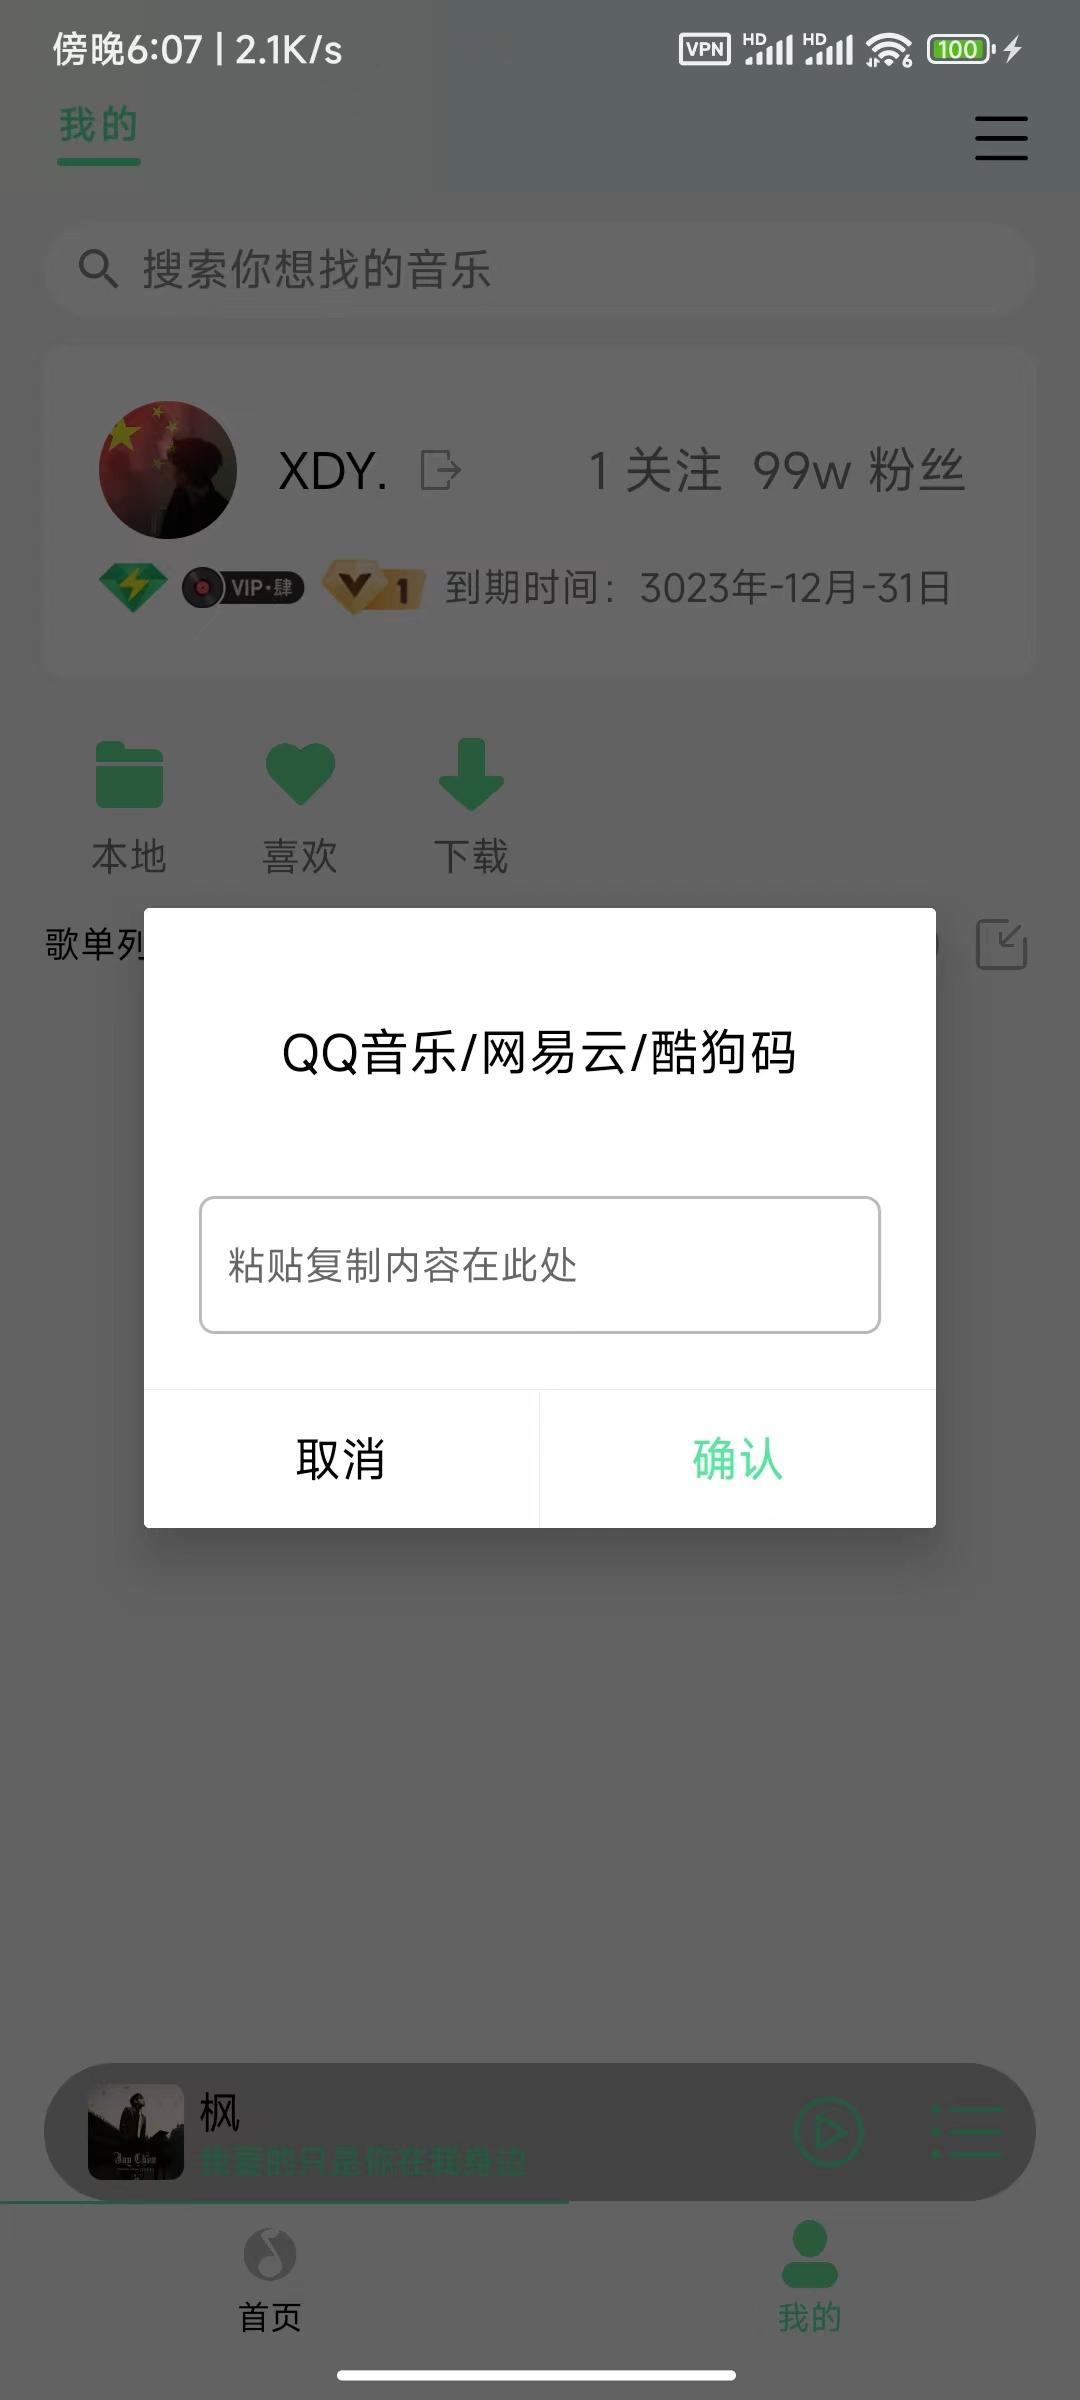 傍晚6:07 | 2.1K/s
VPN HD HD 6 100
我的
搜索你想找的音乐
XDY.
1 关注 99w 粉丝
VIP·肆 1 到期时间：3023年-12月-31日
本地 喜欢 下载
歌单列
QQ音乐/网易云/酷狗码
粘贴复制内容在此处
取消 确认
枫
我要的只是你在我身边
Jay Chou
首页 我的